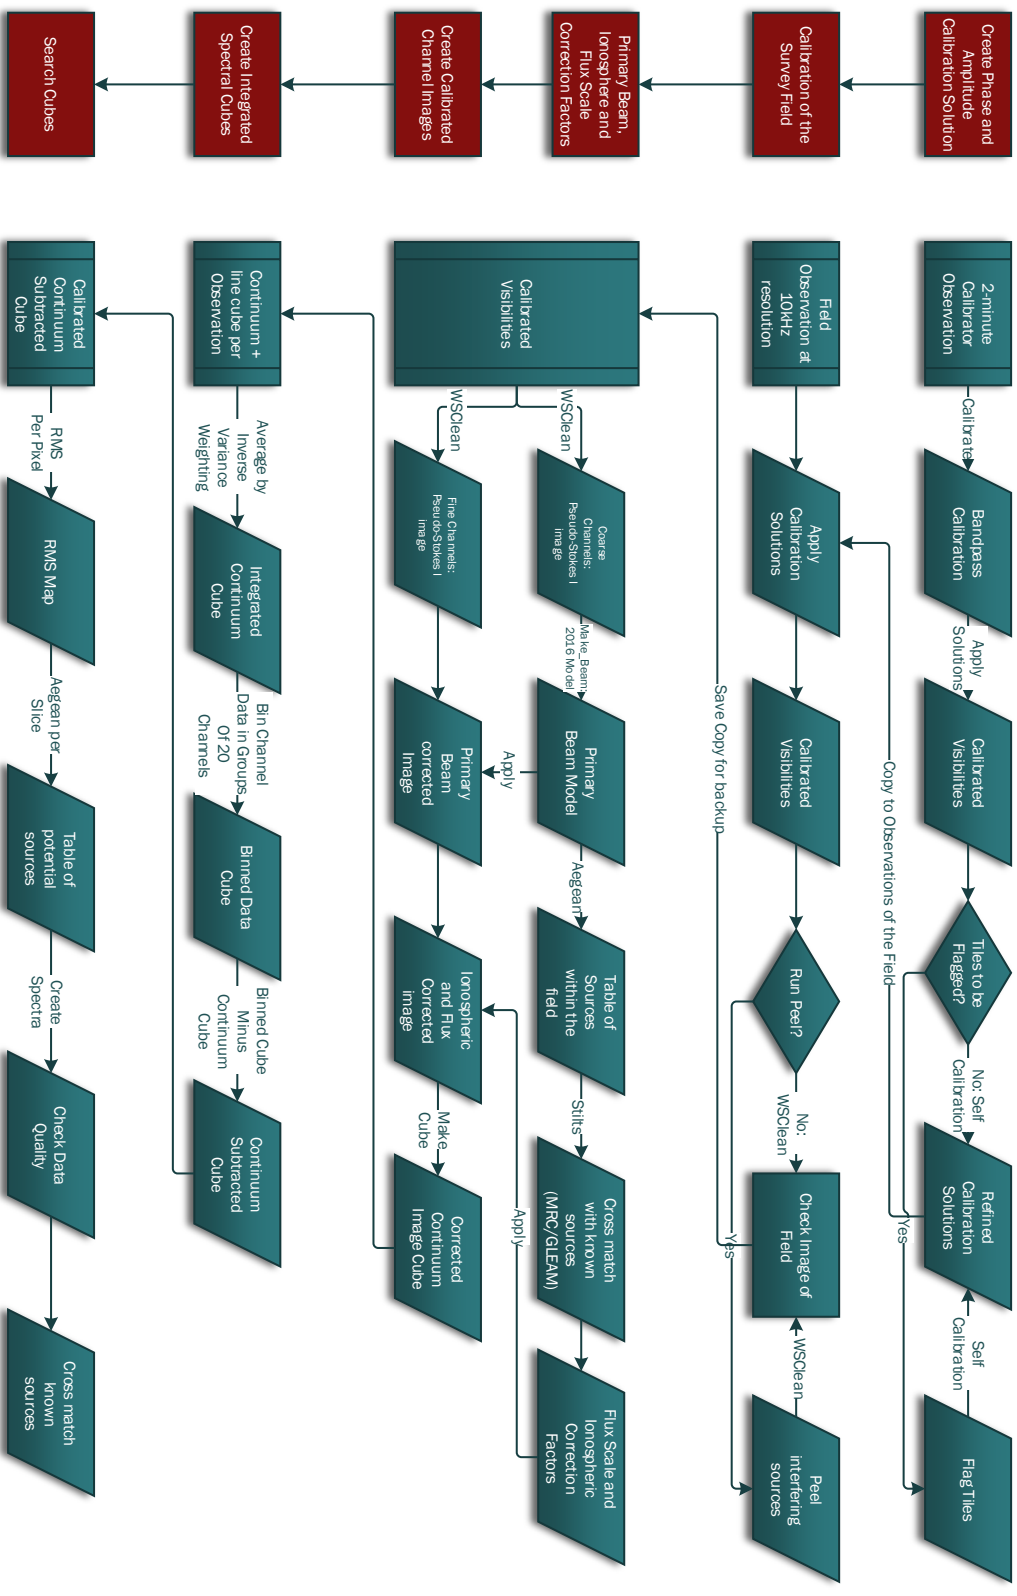 Create Phase and
Amplitude
Calibration Solution
2-minute
Calibrator
Observation
Calibrate
Bandpass
Calibration
Apply
Solutions
Calibrated
Visibilities
Tiles to be
Flagged?
No: Self
Calibration
Yes
Refined
Calibration
Solutions
Self
Calibration
Flag Tiles
Copy to Observations of the Field
Calibration of the
Survey Field
Field
Observation at
10kHz
resolution
Apply
Calibration
Solutions
Calibrated
Visibilities
Run Peel?
No:
WSClean
Yes
Check Image of
Field
WSClean
Peel
interfering
sources
Save Copy for backup
Primary Beam,
Ionosphere and
Flux Scale
Correction Factors
Calibrated
Visibilities
WSClean
Coarse
Channels:
Pseudo-Stokes I
image
Make_Beam:
2016 Model
Primary
Beam Model
Aegean
Table of
Sources
within the
field
Stilts
Cross match
with known
sources
(MRC/GLEAM)
Flux Scale and
Ionospheric
Correction
Factors
Apply
Apply
Create Calibrated
Channel Images
WSClean
Fine Channels:
Pseudo-Stokes I
image
Primary
Beam
corrected
Image
Ionospheric
and Flux
Corrected
image
Make
Cube
Corrected
Continuum
Image Cube
Create Integrated
Spectral Cubes
Continuum +
line cube per
Observation
Average by
Inverse
Variance
Weighting
Integrated
Continuum
Cube
Bin Channel
Data in Groups
Of 20
Channels
Binned Data
Cube
Binned Cube
Minus
Continuum
Cube
Continuum
Subtracted
Cube
Search Cubes
Calibrated
Continuum
Subtracted
Cube
RMS
Per Pixel
RMS Map
Aegean per
Slice
Table of
potential
sources
Create
Spectra
Check Data
Quality
Cross match
known
sources